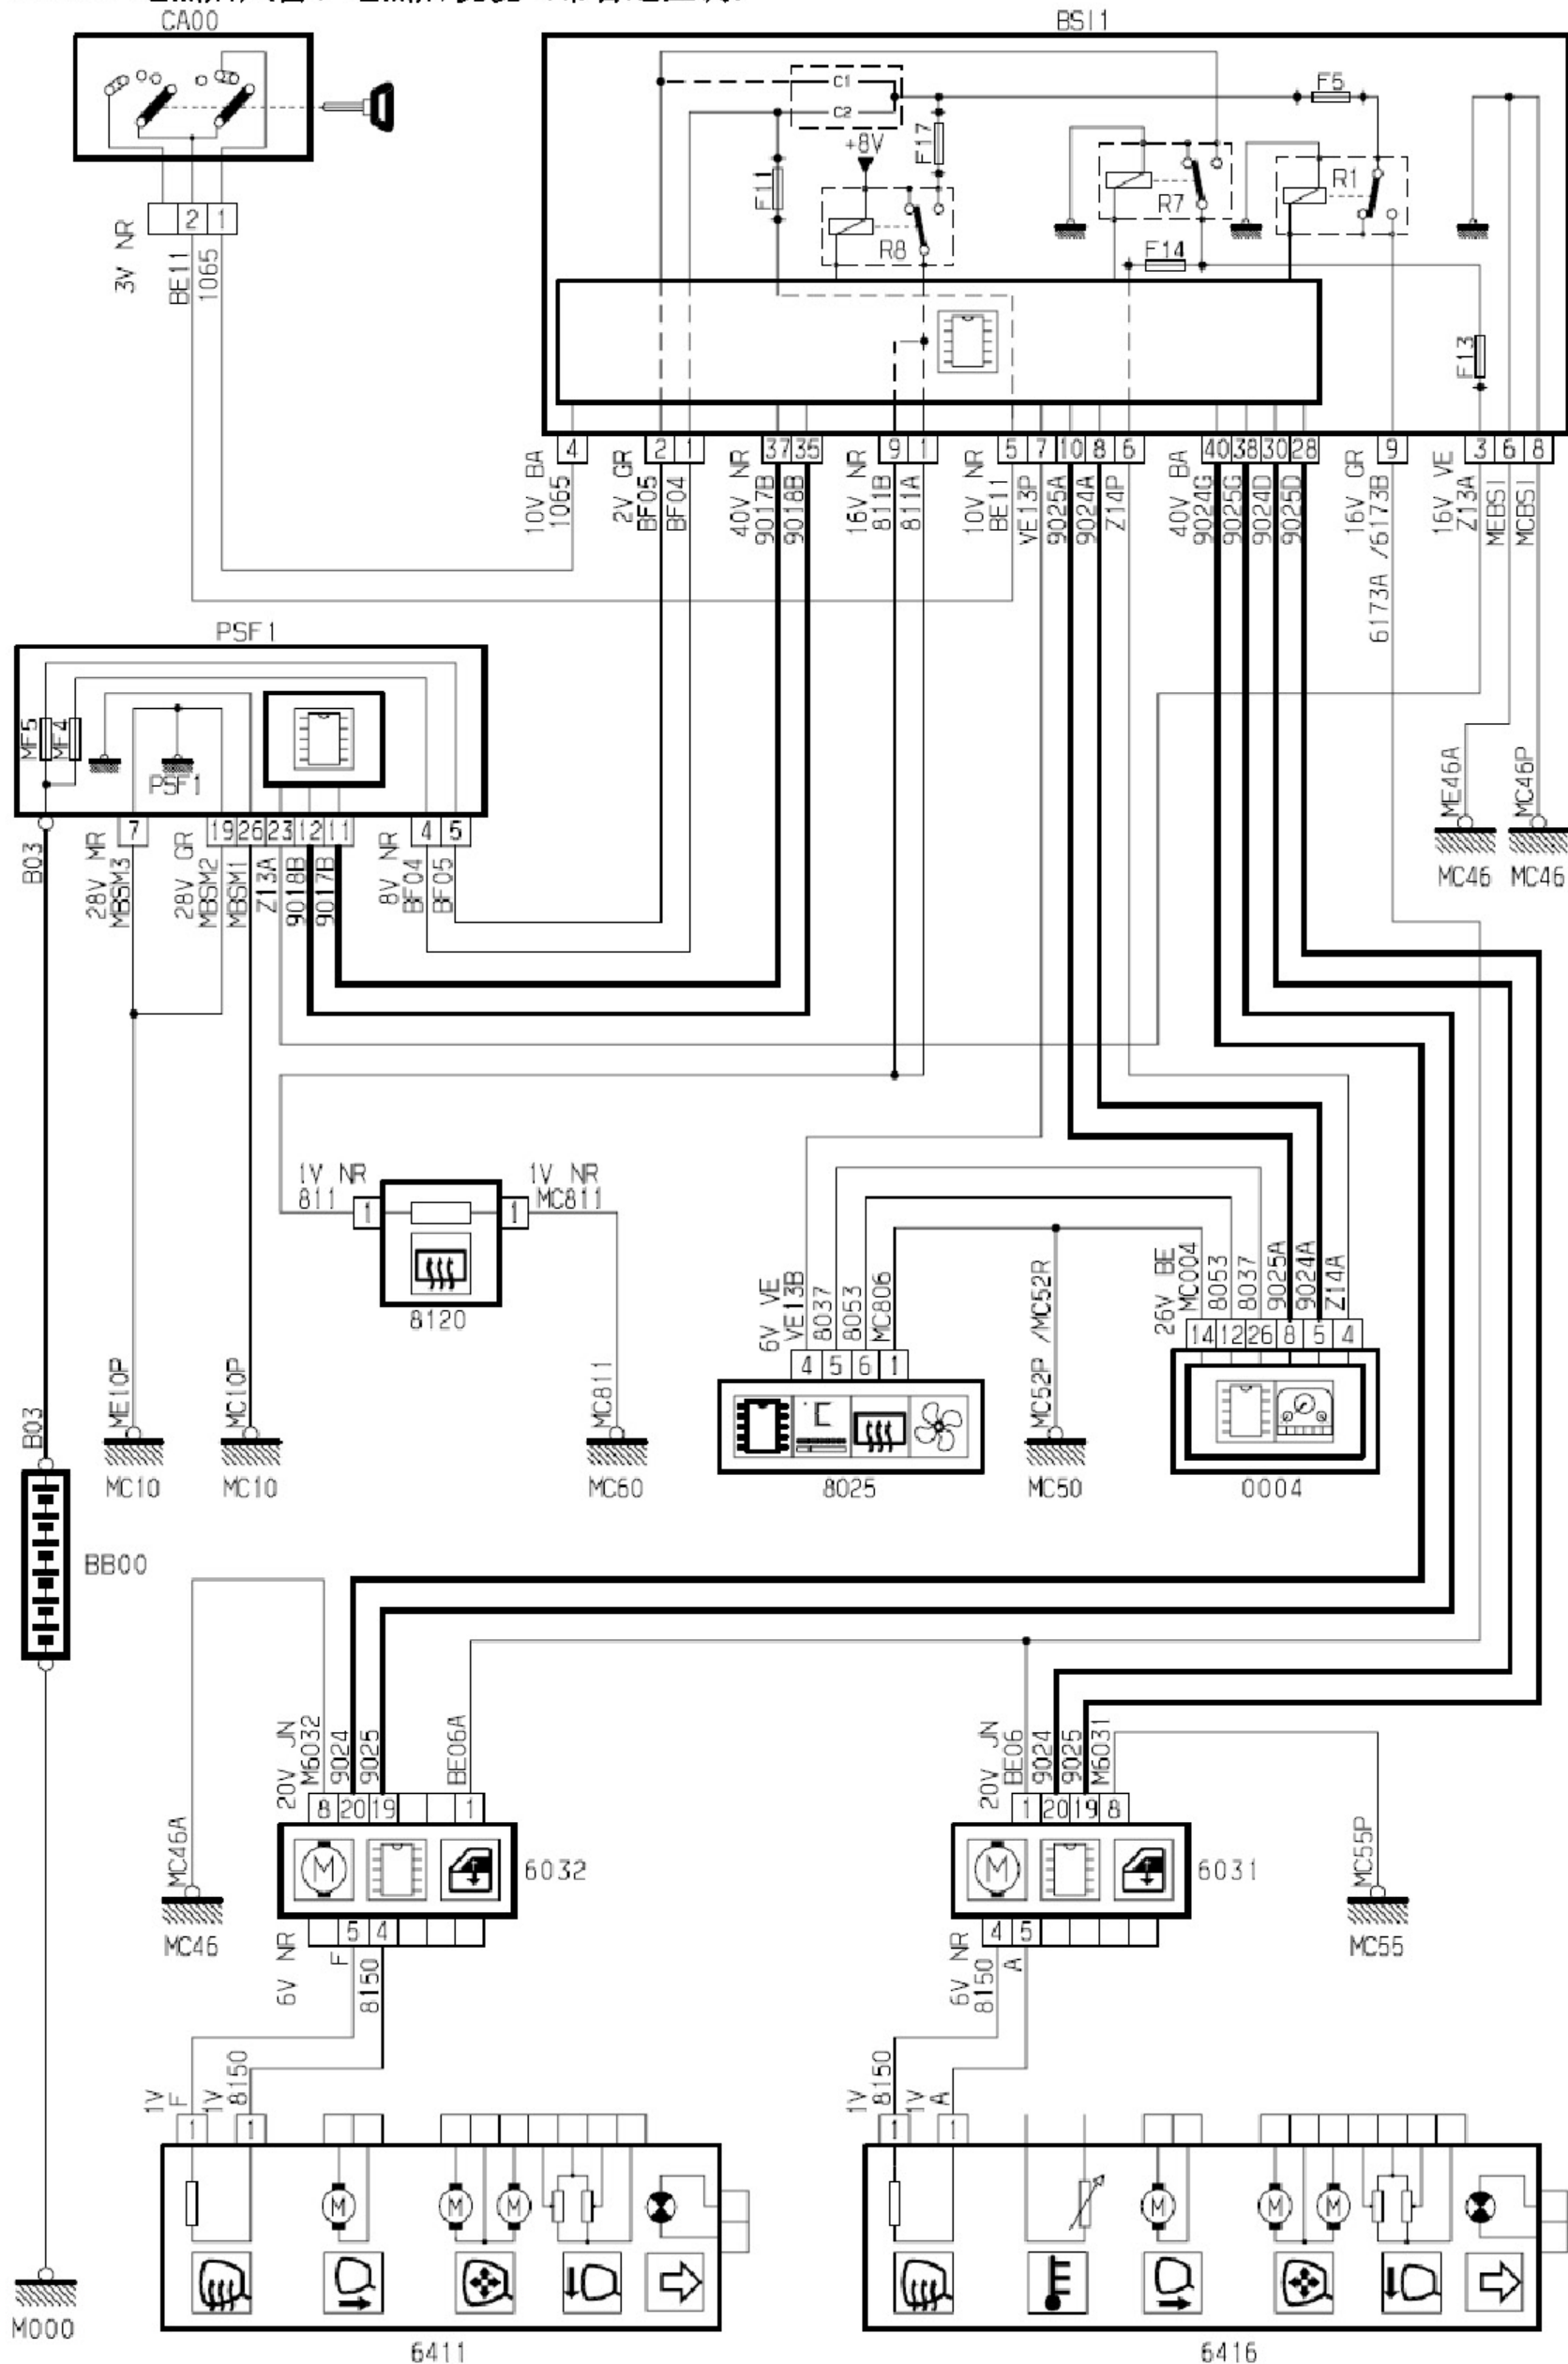 CA00
BSI1
C1
C2
F5
F17
+8V
F11
R1
R7
R8
F14
F13
2 1
3V NR
BE11
1065
4
2 1
37 35
9 1
5 7 10 8 6
40 38 30 28
9
3 6 8
10V BA
1065
2V GR
BF05
BF04
40V NR
9017B
9018B
16V NR
811B
811A
10V NR
BE11
VE13P
9025A
9024A
Z14P
40V BA
9024G
9025G
9024D
9025D
16V GR
6173A /6173B
16V VE
Z13A
MEBSI
MCBSI
PSF1
MF5
MF4
PSF1
7
19 26 23 12 11
4 5
B03
28V MR
MBSM3
28V GR
MBSM2
MBSM1
Z13A
9018B
9017B
8V NR
BF04
BF05
ME46A
MC46P
MC46
MC46
1V NR
811
1V NR
MC811
1
1
8120
6V VE
VE13B
8037
8053
MC806
MC52P /MC52R
26V BE
MC004
8053
8037
9025A
9024A
Z14A
4 5 6 1
14 12 26 8 5 4
B03
ME10P
MC10P
MC811
°C
MC10
MC10
MC60
8025
MC50
0004
BB00
20V JN
M6032
9024
9025
BE06A
20V JN
BE06
9024
9025
M6031
8 20 19 1
1 20 19 8
MC46A
M
6032
M
6031
MC55P
MC46
MC55
5 4
4 5
6V NR
F
8150
6V NR
8150
A
1V
F
1V
8150
1V
8150
1V
A
1
1
1
1
M
M
M
M
M
M
M000
6411
6416